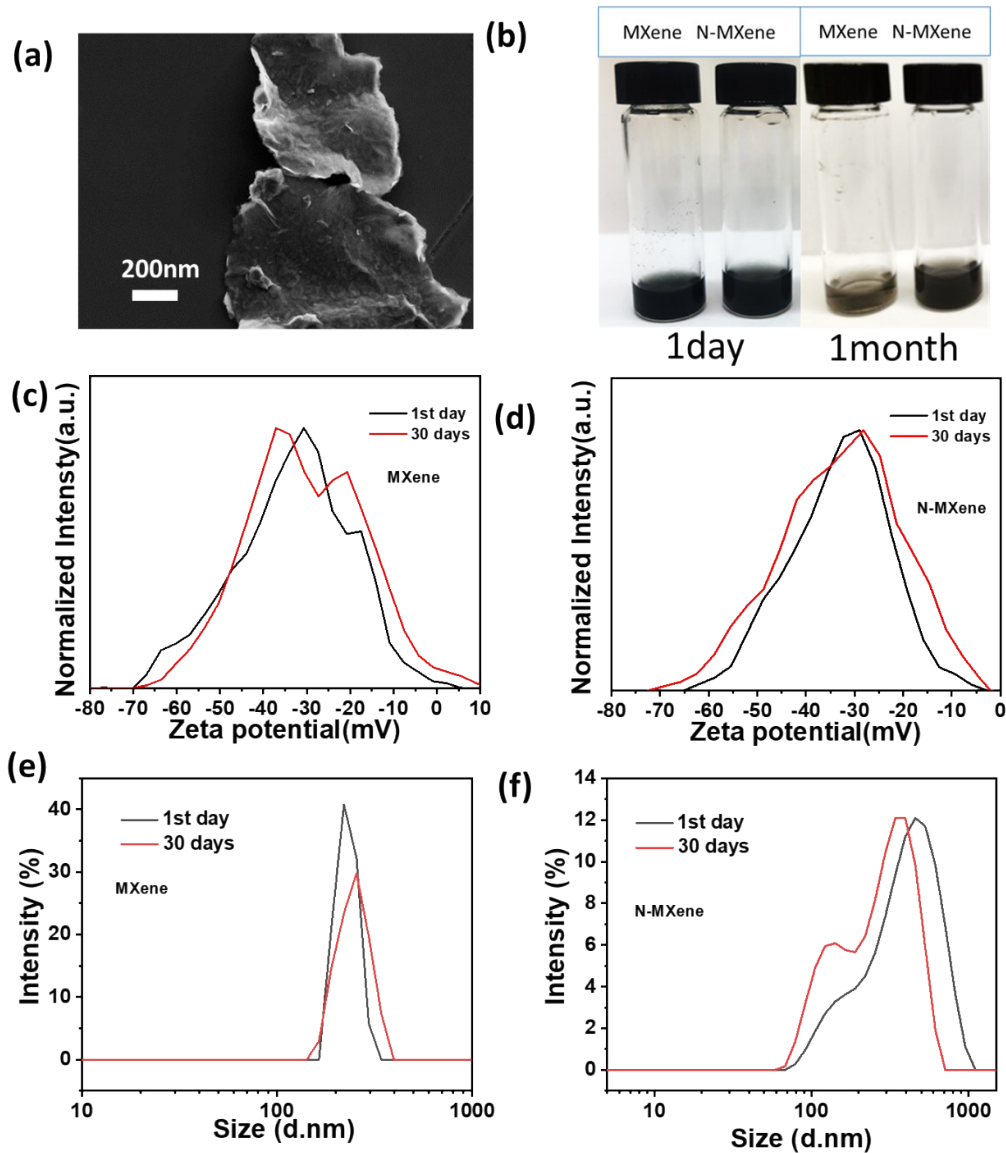 (a)
200nm
(b)
MXene N-MXene MXene N-MXene
1day 1month
(c)
Normalized Intensty(a.u.)
1st day
30 days
MXene
-80 -70 -60 -50 -40 -30 -20 -10 0 10
Zeta potential(mV)
(d)
Normalized Intensty(a.u.)
1st day
30 days
N-MXene
-80 -70 -60 -50 -40 -30 -20 -10 0
Zeta potential(mV)
(e)
Intensity (%)
40
30
20
10
0
1st day
30 days
MXene
10 100 1000
Size (d.nm)
(f)
Intensity (%)
14
12
10
8
6
4
2
0
1st day
30 days
N-MXene
10 100 1000
Size (d.nm)